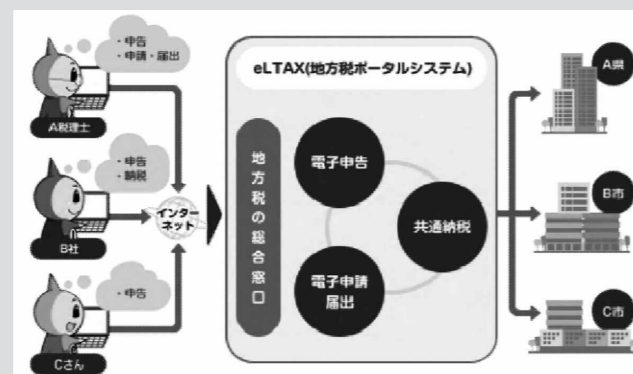 ・申告
・申請・届出
A税理士
・申告
・納税
B社
・申告
Cさん
インター
ネット
eLTAX(地方税ポータルシステム)
地方税の総合窓口
電子申告
共通納税
電子申請
届出
A県
B市
C市